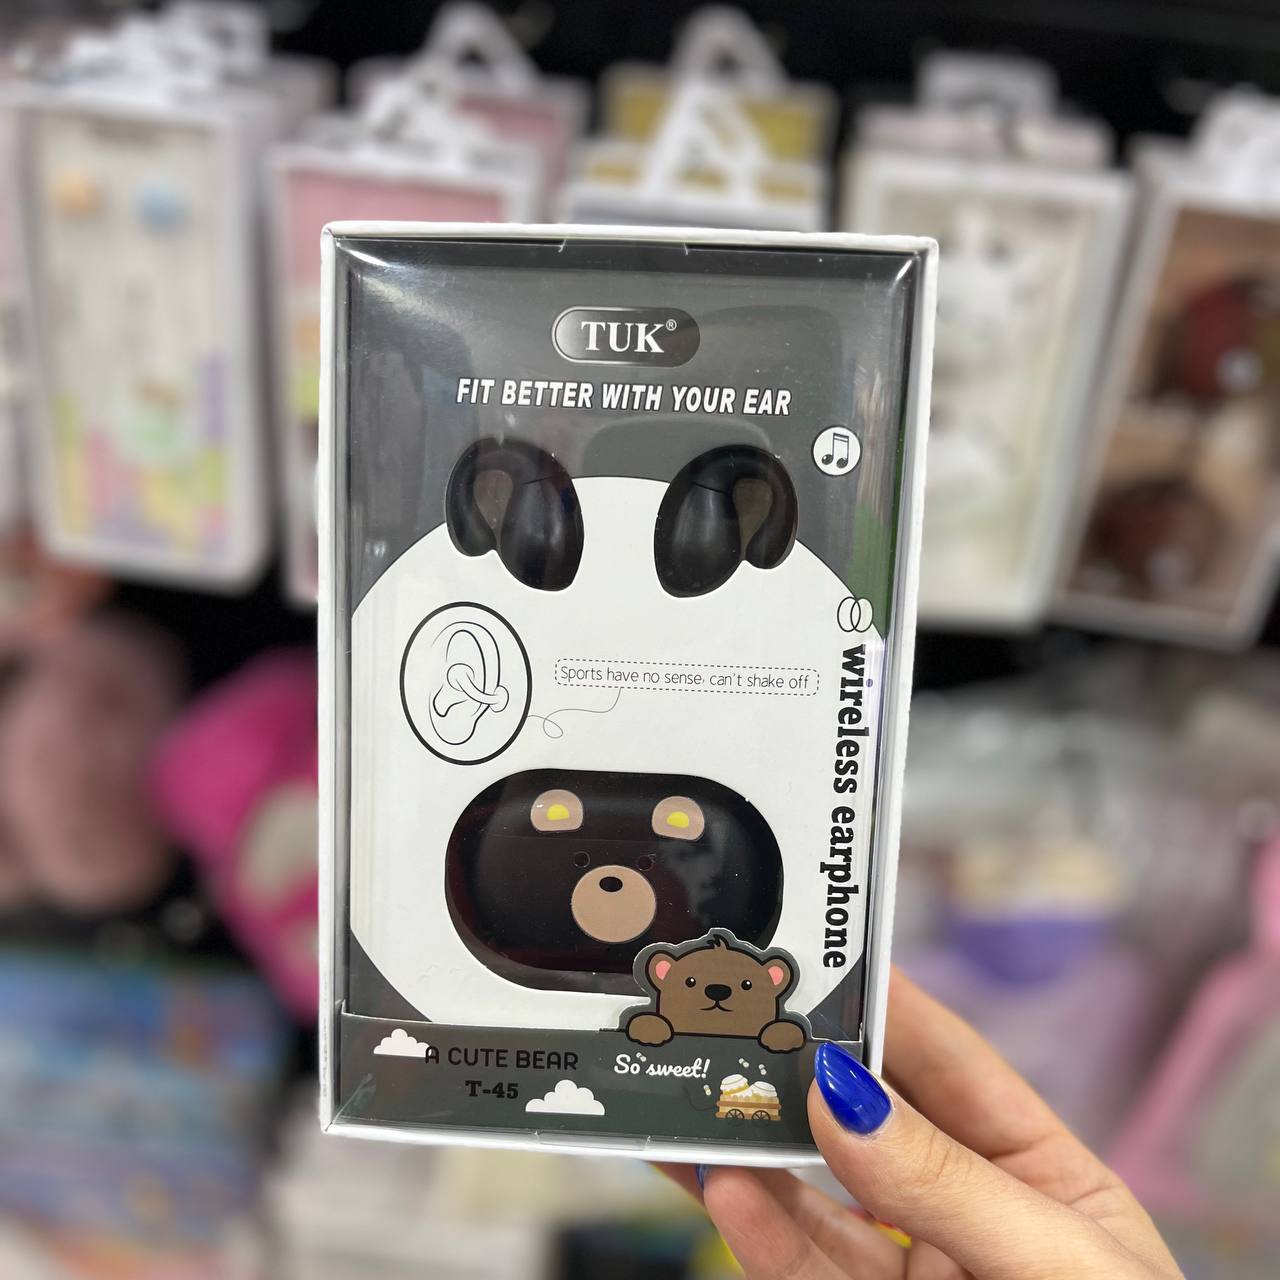 TUK®
FIT BETTER WITH YOUR EAR
Sports have no sense, can't shake off
wireless earphone
A CUTE BEAR
So sweet!
T-45